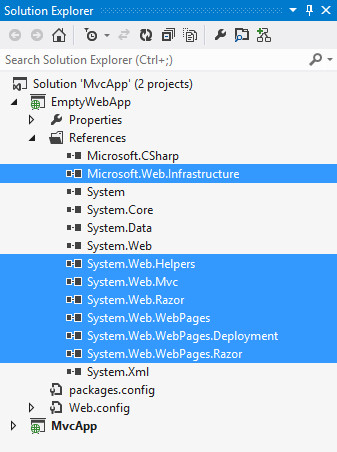 Solution Explorer
Search Solution Explorer (Ctrl+;)
Solution 'MvcApp' (2 projects)
EmptyWebApp
Properties
References
Microsoft.CSharp
Microsoft.Web.Infrastructure
System
System.Core
System.Data
System.Web
System.Web.Helpers
System.Web.Mvc
System.Web.Razor
System.Web.WebPages
System.Web.WebPages.Deployment
System.Web.WebPages.Razor
System.Xml
packages.config
Web.config
MvcApp